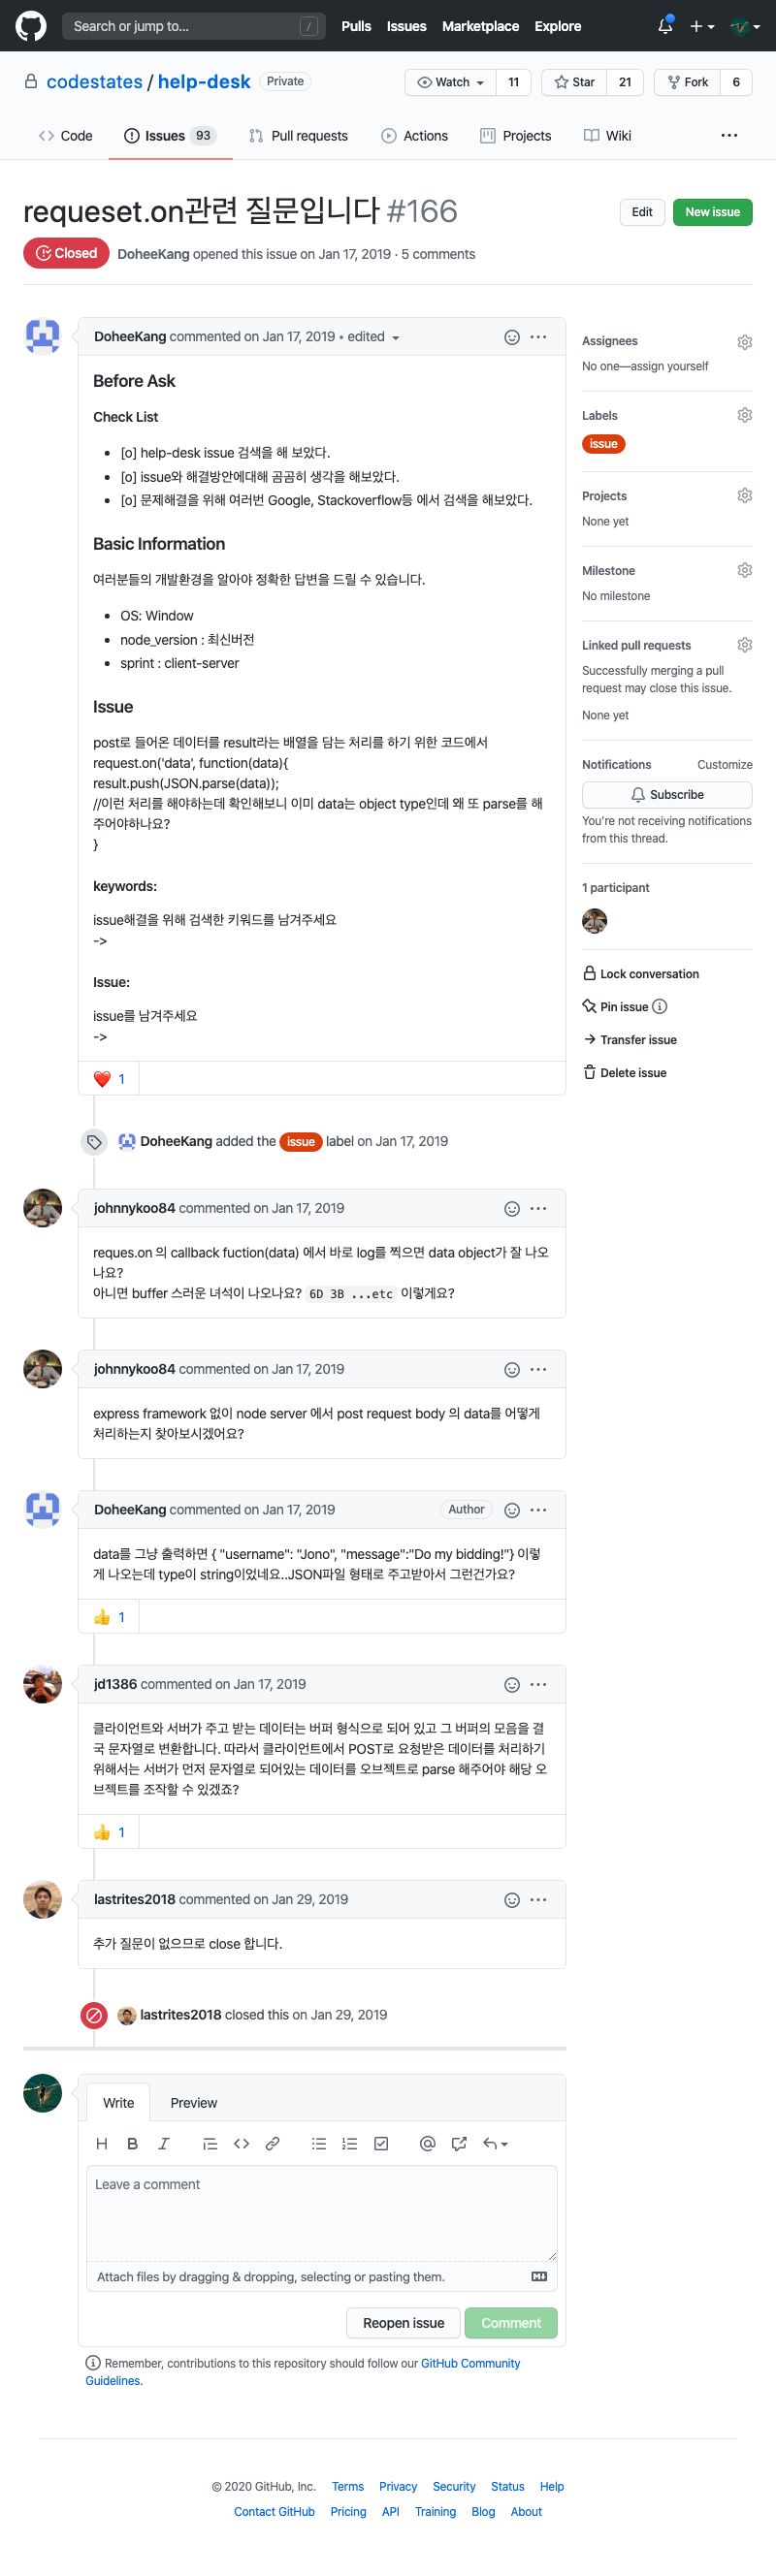 Search or jump to...
/
Pulls Issues Marketplace Explore
codestates / help-desk Private
Watch 11 Star 21 Fork 6
Code Issues 93 Pull requests Actions Projects Wiki
requeset.on관련 질문입니다 #166
Edit New issue
Closed DoheeKang opened this issue on Jan 17, 2019 · 5 comments
DoheeKang commented on Jan 17, 2019 • edited
Before Ask
Check List
• [o] help-desk issue 검색을 해 보았다.
• [o] issue와 해결방안에대해 곰곰히 생각을 해보았다.
• [o] 문제해결을 위해 여러번 Google, Stackoverflow등 에서 검색을 해보았다.
Basic Information
여러분들의 개발환경을 알아야 정확한 답변을 드릴 수 있습니다.
• OS: Window
• node_version : 최신버전
• sprint : client-server
Issue
post로 들어온 데이터를 result라는 배열을 담는 처리를 하기 위한 코드에서
request.on('data', function(data){
result.push(JSON.parse(data));
//이런 처리를 해야하는데 확인해보니 이미 data는 object type인데 왜 또 parse를 해
주어야하나요?
}
keywords:
issue해결을 위해 검색한 키워드를 남겨주세요
->
Issue:
issue를 남겨주세요
->
❤️ 1
Assignees
No one—assign yourself
Labels
issue
Projects
None yet
Milestone
No milestone
Linked pull requests
Successfully merging a pull
request may close this issue.
None yet
Notifications Customize
Subscribe
You're not receiving notifications
from this thread.
1 participant
Lock conversation
Pin issue
Transfer issue
Delete issue
DoheeKang added the issue label on Jan 17, 2019
johnnykoo84 commented on Jan 17, 2019
reques.on 의 callback fuction(data) 에서 바로 log를 찍으면 data object가 잘 나오
나요?
아니면 buffer 스러운 녀석이 나오나요? 6D 3B ...etc 이렇게요?
johnnykoo84 commented on Jan 17, 2019
express framework 없이 node server 에서 post request body 의 data를 어떻게
처리하는지 찾아보시겠어요?
DoheeKang commented on Jan 17, 2019 Author
data를 그냥 출력하면 { "username": "Jono", "message":"Do my bidding!"} 이렇
게 나오는데 type이 string이었네요..JSON파일 형태로 주고받아서 그런건가요?
👍 1
jd1386 commented on Jan 17, 2019
클라이언트와 서버가 주고 받는 데이터는 버퍼 형식으로 되어 있고 그 버퍼의 모음을 결
국 문자열로 변환합니다. 따라서 클라이언트에서 POST로 요청받은 데이터를 처리하기
위해서는 서버가 먼저 문자열로 되어있는 데이터를 오브젝트로 parse 해주어야 해당 오
브젝트를 조작할 수 있겠죠?
👍 1
lastrites2018 commented on Jan 29, 2019
추가 질문이 없으므로 close 합니다.
lastrites2018 closed this on Jan 29, 2019
Write Preview
Leave a comment
Attach files by dragging & dropping, selecting or pasting them.
Reopen issue Comment
Remember, contributions to this repository should follow our GitHub Community
Guidelines.
© 2020 GitHub, Inc. Terms Privacy Security Status Help
Contact GitHub Pricing API Training Blog About